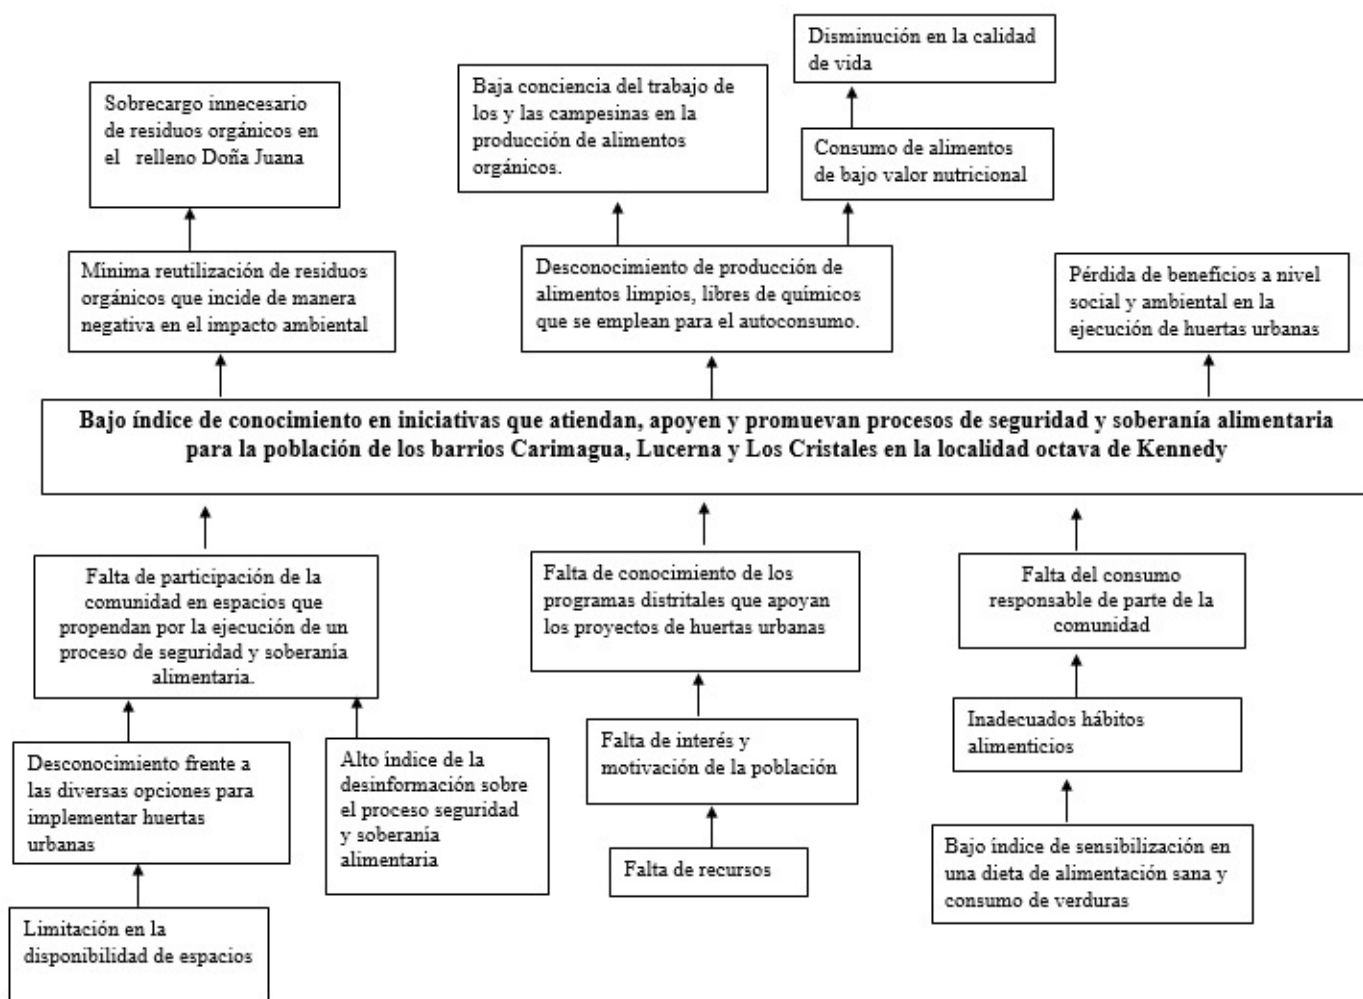 Disminución en la calidad
de vida
Baja conciencia del trabajo de
los y las campesinas en la
producción de alimentos
orgánicos.
Sobrecargo innecesario
de residuos orgánicos en
el relleno Doña Juana
Consumo de alimentos
de bajo valor nutricional
Mínima reutilización de residuos
orgánicos que incide de manera
negativa en el impacto ambiental
Desconocimiento de producción de
alimentos limpios, libres de químicos
que se emplean para el autoconsumo.
Pérdida de beneficios a nivel
social y ambiental en la
ejecución de huertas urbanas
Bajo índice de conocimiento en iniciativas que atiendan, apoyen y promuevan procesos de seguridad y soberanía alimentaria
para la población de los barrios Carimagua, Lucerna y Los Cristales en la localidad octava de Kennedy
Falta de participación de la
comunidad en espacios que
propendan por la ejecución de un
proceso de seguridad y soberanía
alimentaria.
Falta de conocimiento de los
programas distritales que apoyan
los proyectos de huertas urbanas
Falta del consumo
responsable de parte de la
comunidad
Desconocimiento frente a
las diversas opciones para
implementar huertas
urbanas
Alto índice de la
desinformación sobre
el proceso seguridad
y soberanía
alimentaria
Falta de interés y
motivación de la población
Inadecuados hábitos
alimenticios
Falta de recursos
Bajo índice de sensibilización en
una dieta de alimentación sana y
consumo de verduras
Limitación en la
disponibilidad de espacios